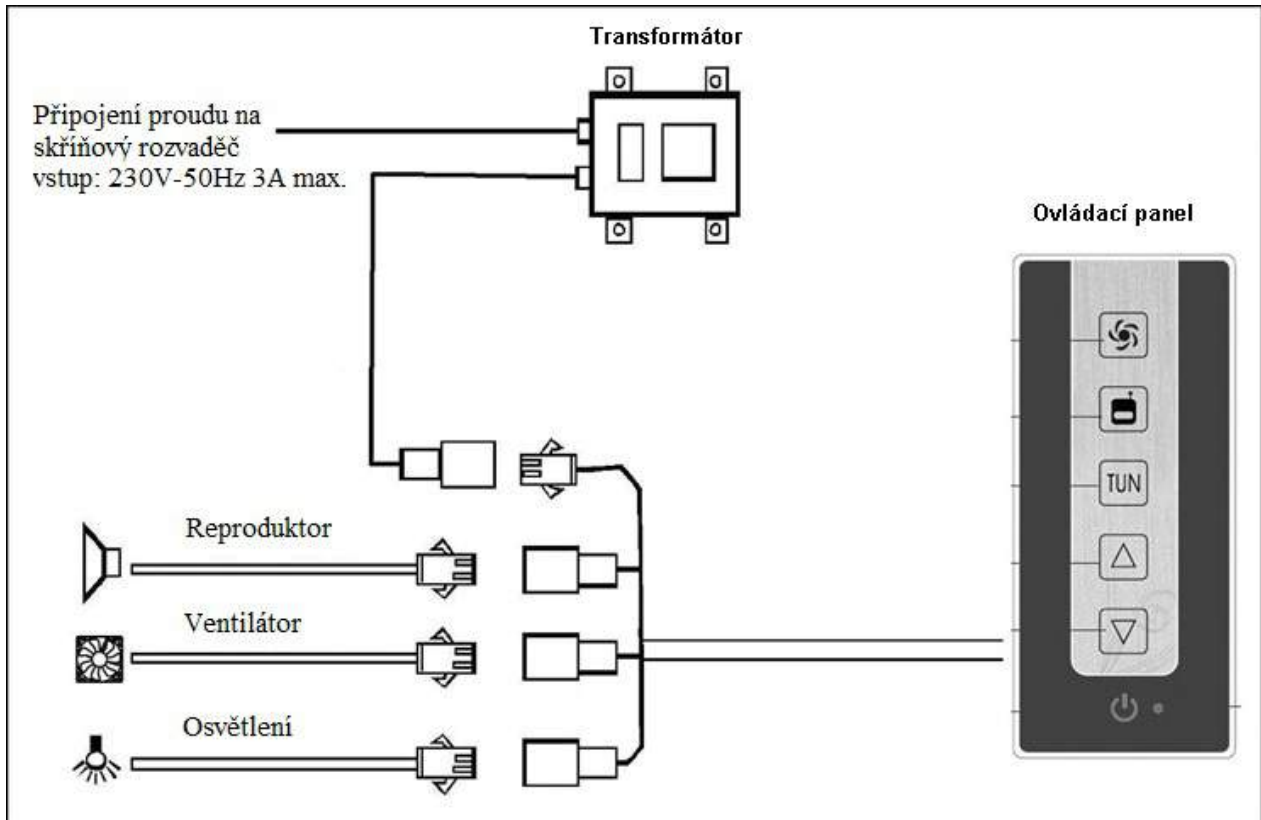 Transformátor
Připojení proudu na
skříňový rozvaděč
vstup: 230V-50Hz 3A max.
Ovládací panel
TUN
Reproduktor
Ventilátor
Osvětlení